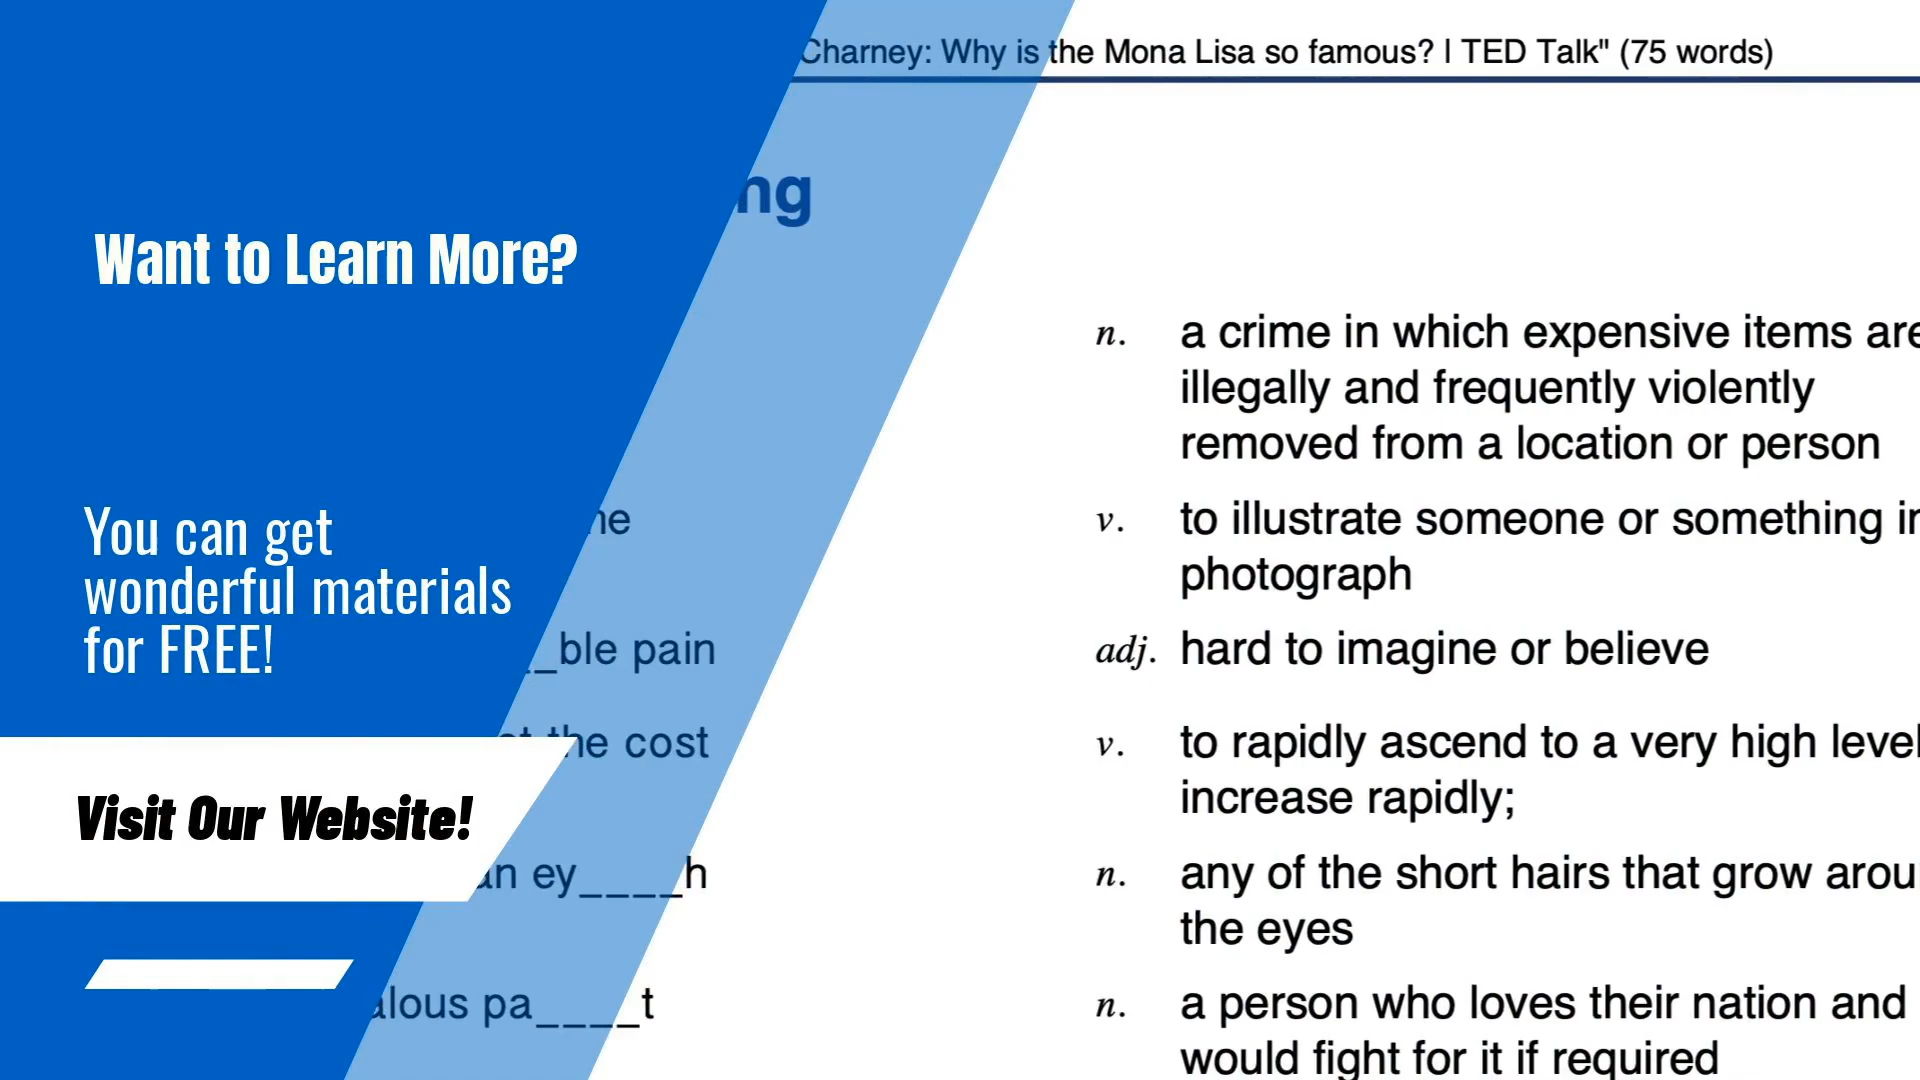 Charney: Why is the Mona Lisa so famous? | TED Talk" (75 words)
ng
Want to Learn More?
You can get
wonderful materials
for FREE!
Visit Our Website!
ne
_ble pain
the cost
an ey____h
alous pa____t
n. a crime in which expensive items are
illegally and frequently violently
removed from a location or person
v. to illustrate someone or something in
photograph
adj. hard to imagine or believe
v. to rapidly ascend to a very high level
increase rapidly;
n. any of the short hairs that grow arou
the eyes
n. a person who loves their nation and
would fight for it if required